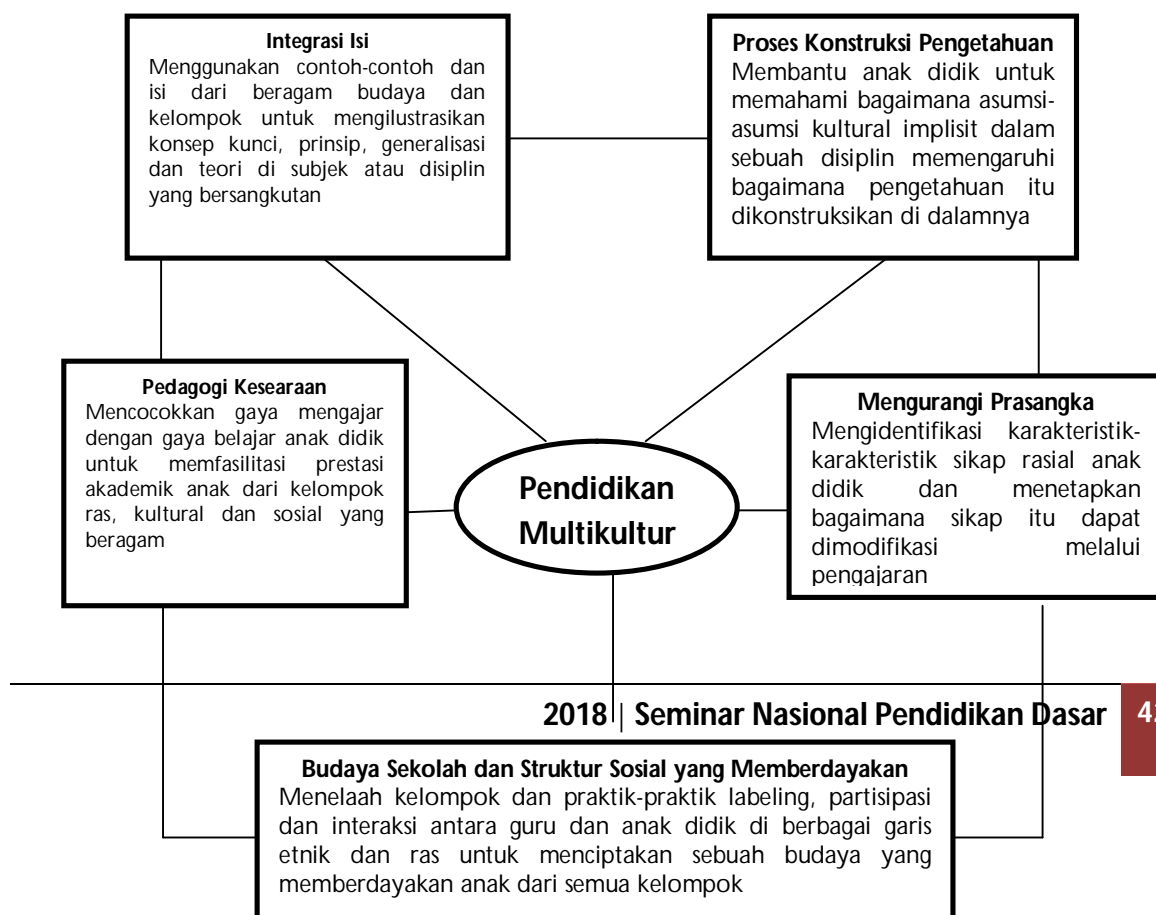 Integrasi Isi
Menggunakan contoh-contoh dan
isi dari beragam budaya dan
kelompok untuk mengilustrasikan
konsep kunci, prinsip, generalisasi
dan teori di subjek atau disiplin
yang bersangkutan
Proses Konstruksi Pengetahuan
Membantu anak didik untuk
memahami bagaimana asumsi-
asumsi kultural implisit dalam
sebuah disiplin memengaruhi
bagaimana pengetahuan itu
dikonstruksikan di dalamnya
Pedagogi Kesearaan
Mencocokkan gaya mengajar
dengan gaya belajar anak didik
untuk memfasilitasi prestasi
akademik anak dari kelompok
ras, kultural dan sosial yang
beragam
Pendidikan
Multikultur
Mengurangi Prasangka
Mengidentifikasi karakteristik-
karakteristik sikap rasial anak
didik dan menetapkan
bagaimana sikap itu dapat
dimodifikasi melalui
pengajaran
2018 | Seminar Nasional Pendidikan Dasar
Budaya Sekolah dan Struktur Sosial yang Memberdayakan
Menelaah kelompok dan praktik-praktik labeling, partisipasi
dan interaksi antara guru dan anak didik di berbagai garis
etnik dan ras untuk menciptakan sebuah budaya yang
memberdayakan anak dari semua kelompok